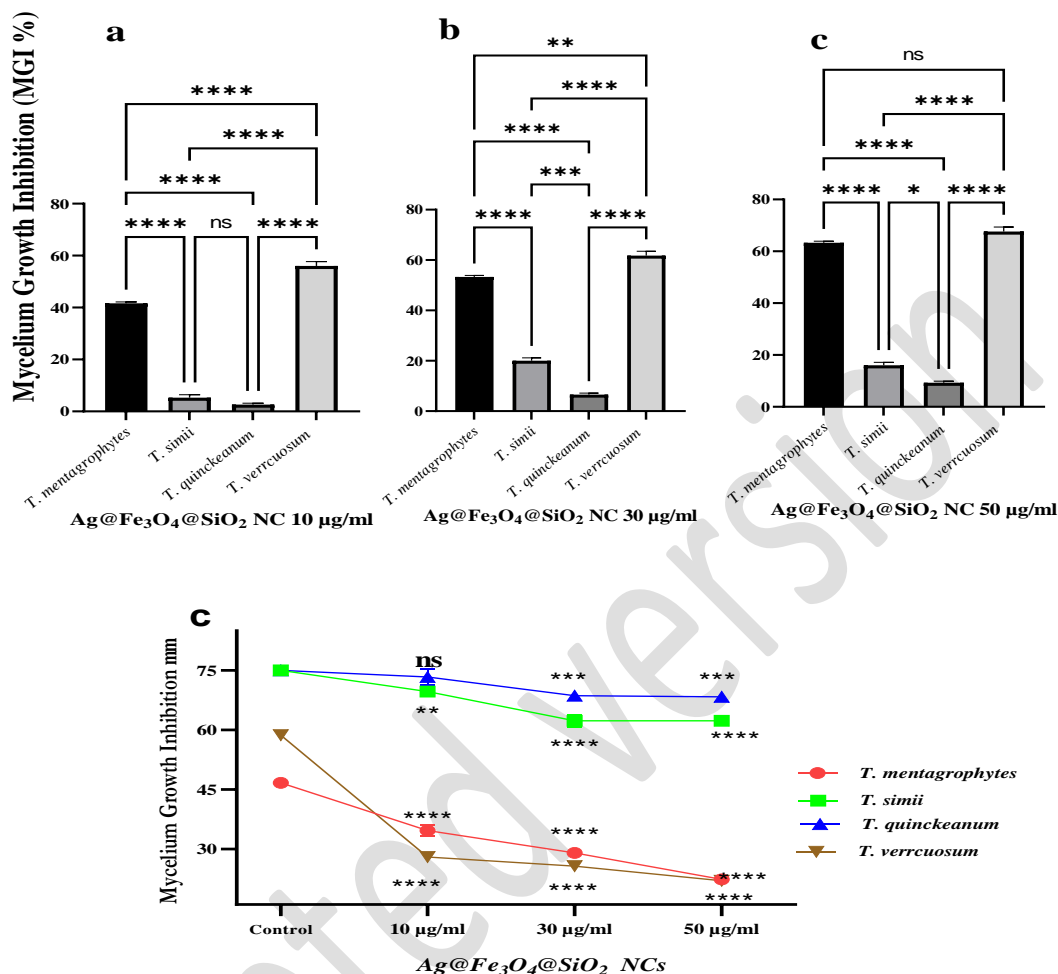 a
b
c
Mycelium Growth Inhibition (MGI %)
****
****
****
****
ns
****
80
60
40
20
0
T. mentagrophytes
T. simii
T. quinckeanum
T. verrcuosum
Ag@Fe₃O₄@SiO₂ NC 10 µg/ml
**
****
****
***
****
****
80
60
40
20
0
T. mentagrophytes
T. simii
T. quinckeanum
T. verrcuosum
Ag@Fe₃O₄@SiO₂ NC 30 µg/ml
ns
****
****
****
*
****
80
60
40
20
0
T. mentagrophytes
T. simii
T. quinckeanum
T. verrcuosum
Ag@Fe₃O₄@SiO₂ NC 50 µg/ml
c
Mycelium Growth Inhibition mm
75
60
45
30
ns
***
***
**
****
****
****
****
****
****
****
****
Control
10 µg/ml
30 µg/ml
50 µg/ml
Ag@Fe₃O₄@SiO₂ NCs
T. mentagrophytes
T. simii
T. quinckeanum
T. verrcuosum
ted version